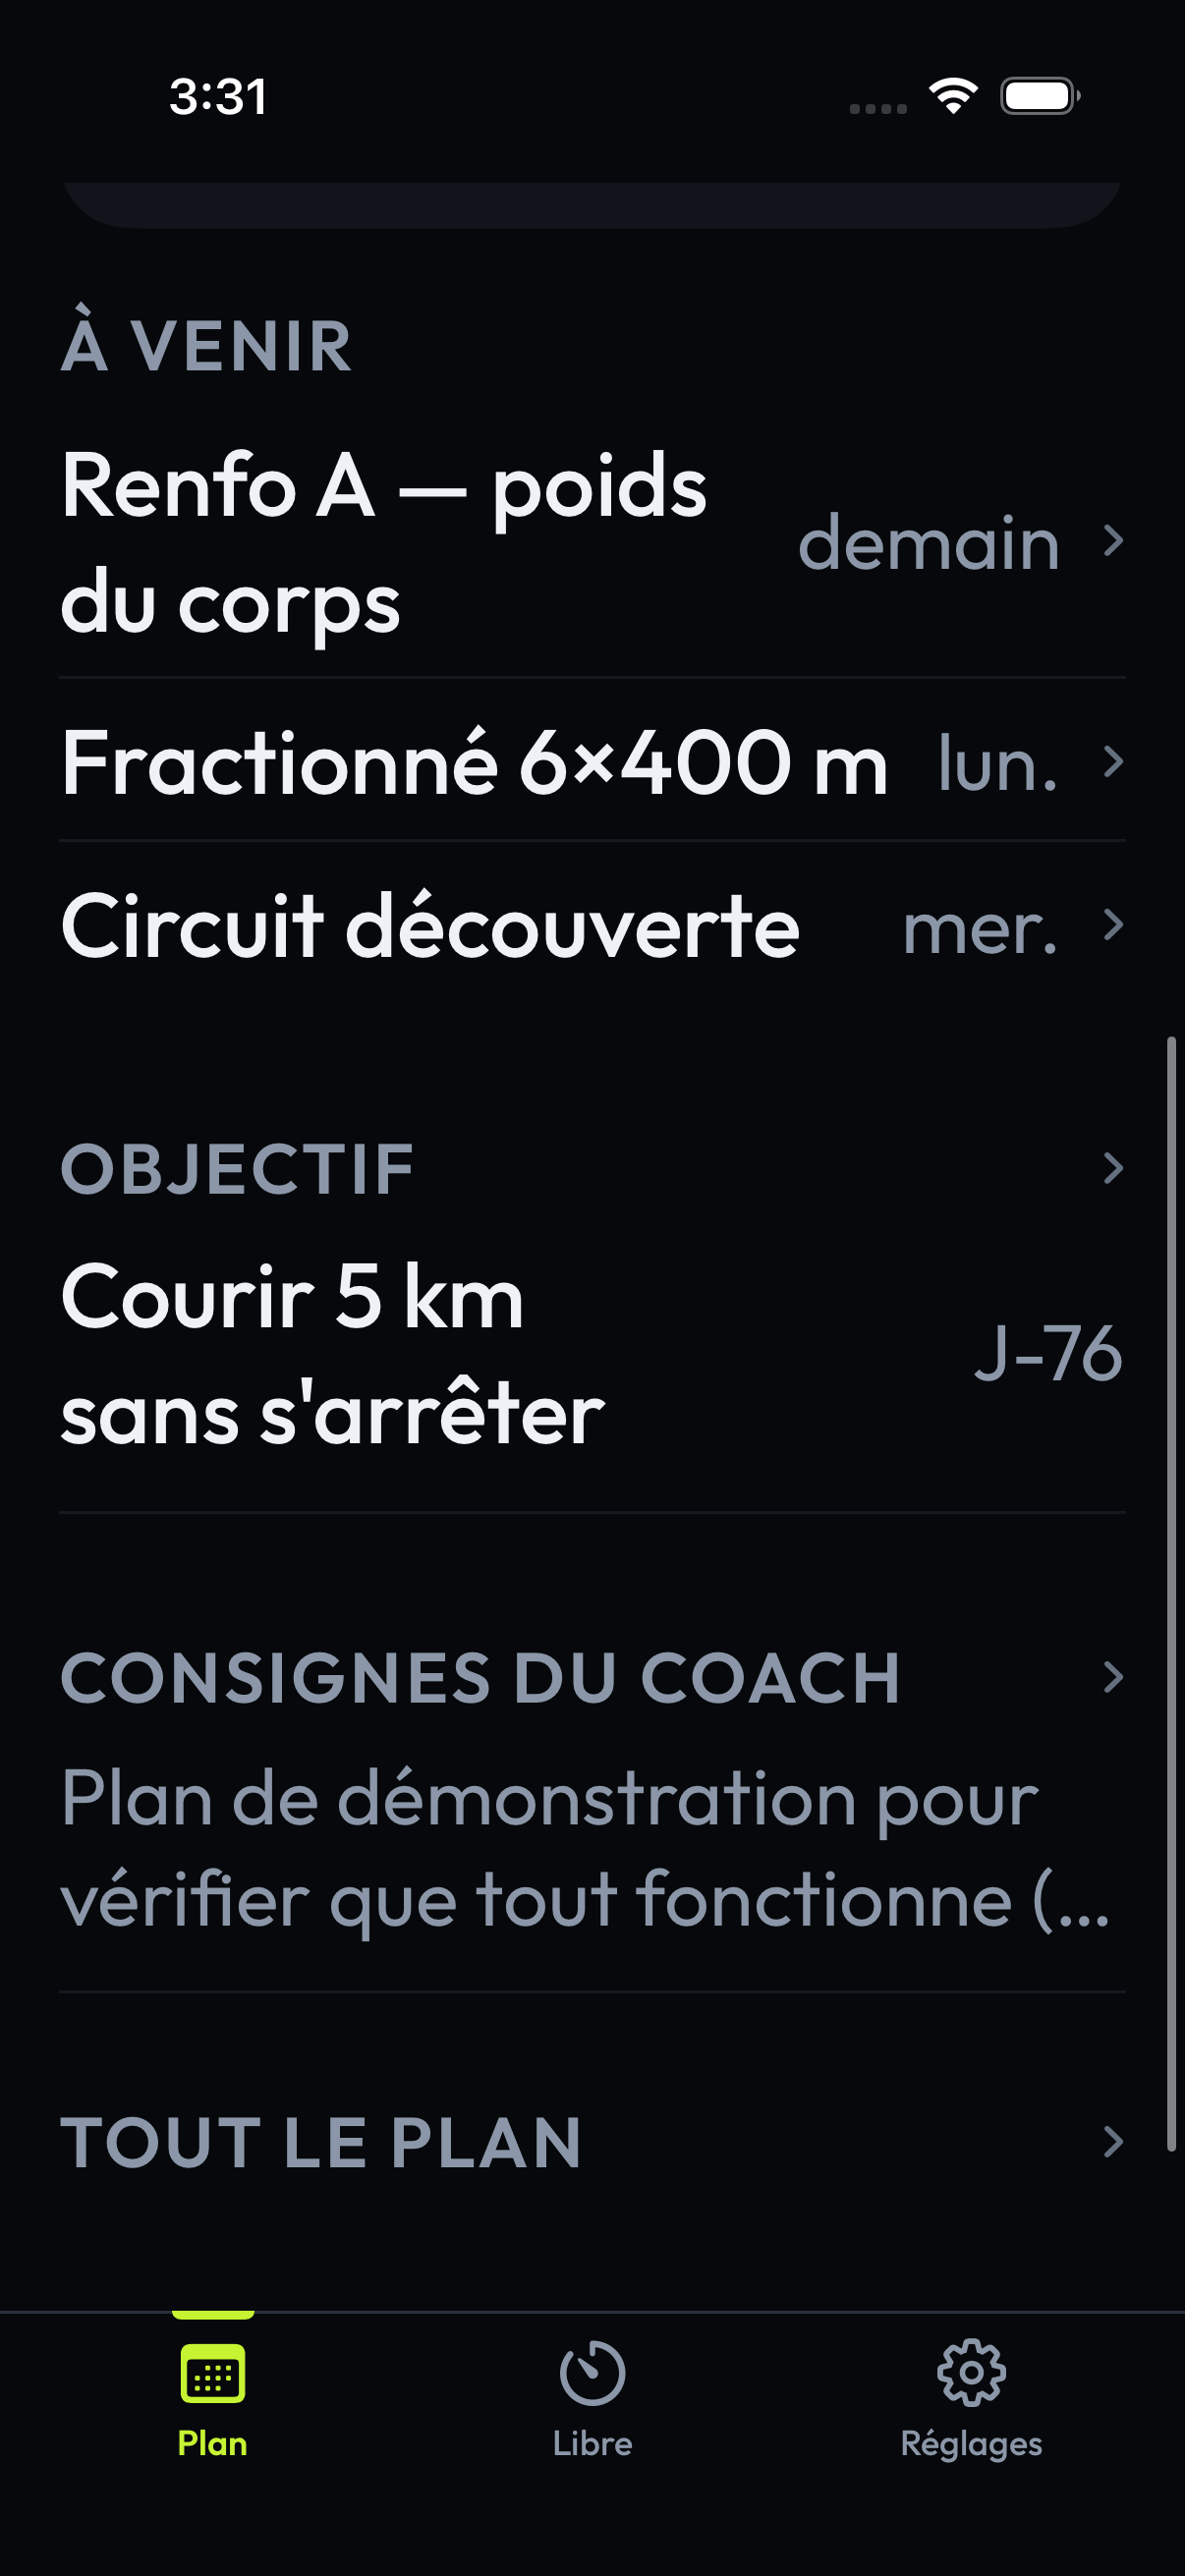 3:31
À VENIR
Renfo A — poids
du corps
demain
Fractionné 6×400 m
lun.
Circuit découverte
mer.
OBJECTIF
Courir 5 km
sans s'arrêter
J-76
CONSIGNES DU COACH
Plan de démonstration pour
vérifier que tout fonctionne (…
TOUT LE PLAN
Plan
Libre
Réglages